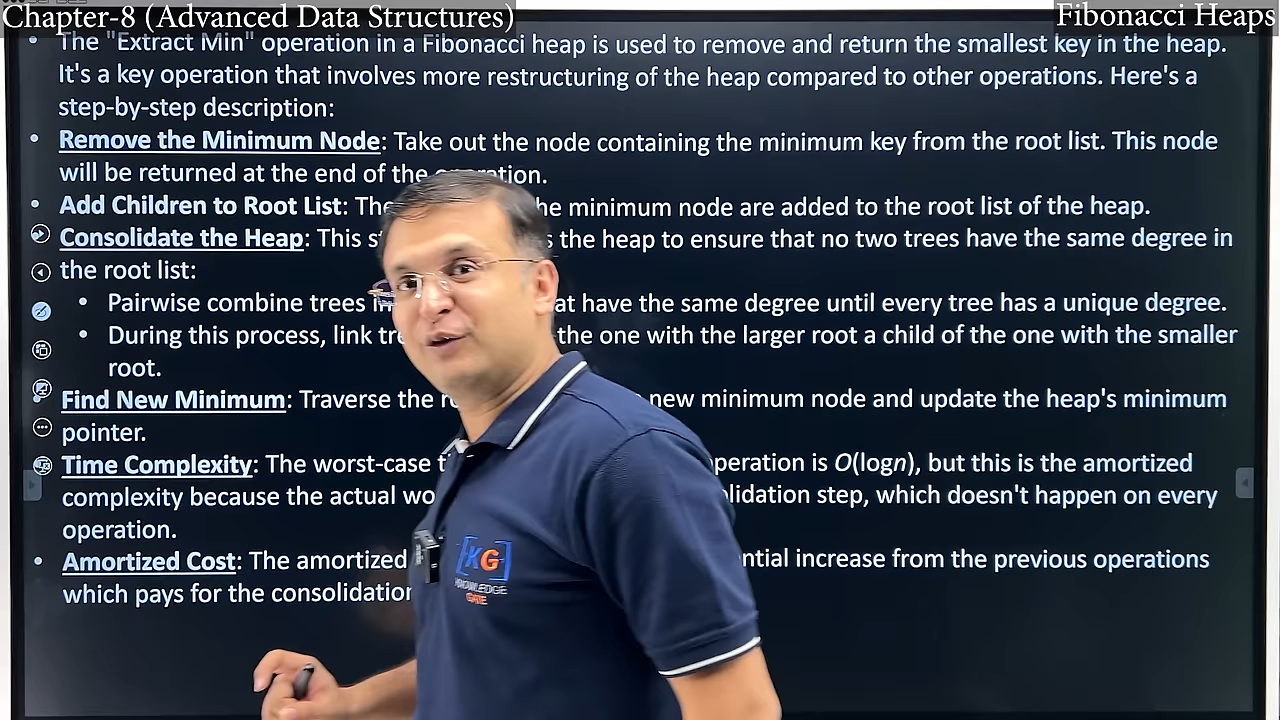 Chapter-8 (Advanced Data Structures)
Fibonacci Heaps
• The "Extract Min" operation in a Fibonacci heap is used to remove and return the smallest key in the heap.
It's a key operation that involves more restructuring of the heap compared to other operations. Here's a
step-by-step description:
• Remove the Minimum Node: Take out the node containing the minimum key from the root list. This node
will be returned at the end of the
• Add Children to Root List: The minimum node are added to the root list of the heap.
Consolidate the Heap: This the heap to ensure that no two trees have the same degree in
the root list:
• Pairwise combine trees have the same degree until every tree has a unique degree.
• During this process, link the one with the larger root a child of the one with the smaller
root.
Find New Minimum: Traverse the new minimum node and update the heap's minimum
pointer.
Time Complexity: The worst-case operation is O(logn), but this is the amortized
complexity because the actual step, which doesn't happen on every
operation.
• Amortized Cost: The amortized increase from the previous operations
which pays for the consolidation
KG
KNOWLEDGE
GATE